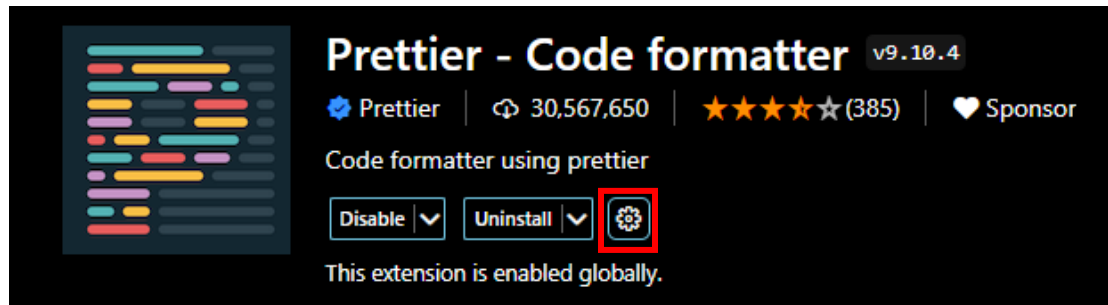 Prettier - Code formatter v9.10.4
Prettier 30,567,650 (385) Sponsor
Code formatter using prettier
Disable Uninstall
This extension is enabled globally.